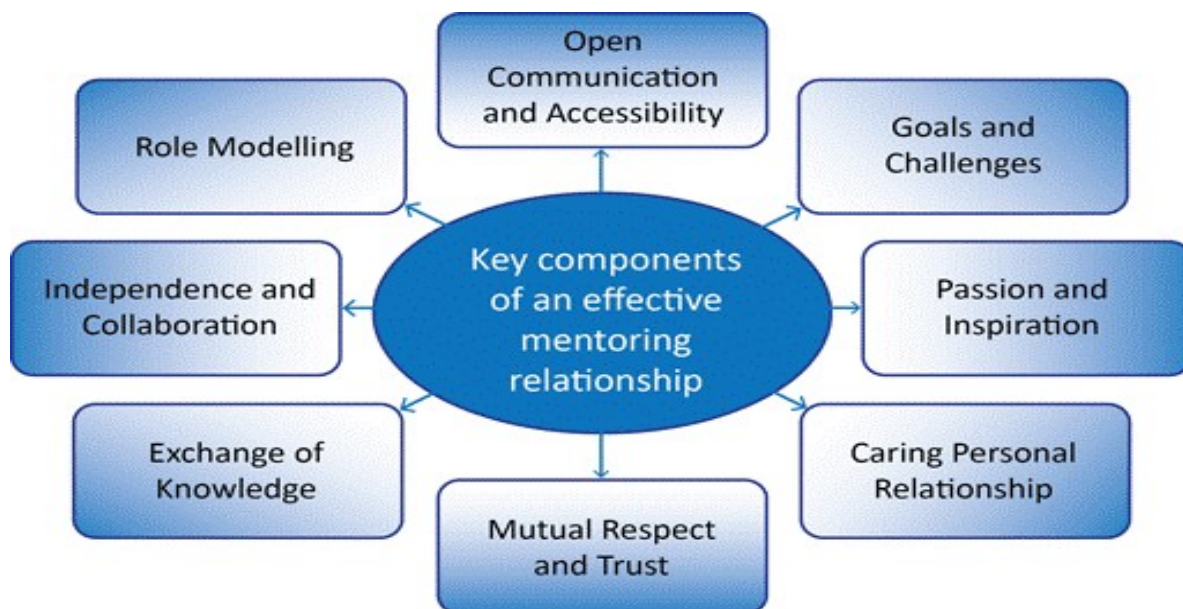 Open
Communication
and Accessibility
Goals and
Challenges
Role Modelling
Key components
of an effective
mentoring
relationship
Independence and
Collaboration
Passion and
Inspiration
Exchange of
Knowledge
Caring Personal
Relationship
Mutual Respect
and Trust